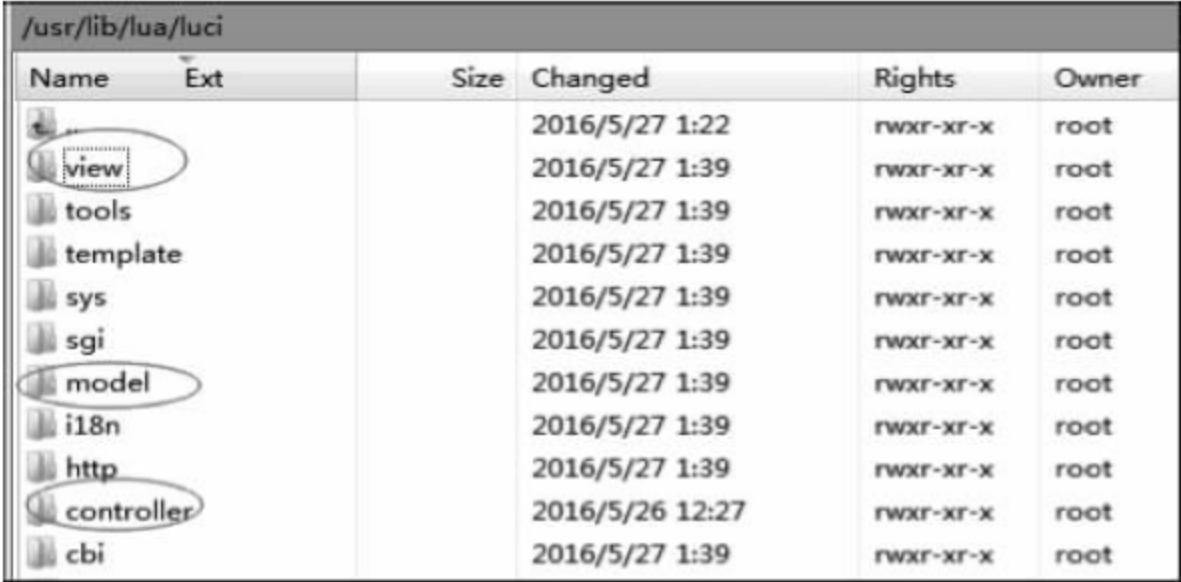 /usr/lib/lua/luci
Name Ext Size Changed Rights Owner
.. 2016/5/27 1:22 rwxr-xr-x root
view 2016/5/27 1:39 rwxr-xr-x root
tools 2016/5/27 1:39 rwxr-xr-x root
template 2016/5/27 1:39 rwxr-xr-x root
sys 2016/5/27 1:39 rwxr-xr-x root
sgi 2016/5/27 1:39 rwxr-xr-x root
model 2016/5/27 1:39 rwxr-xr-x root
i18n 2016/5/27 1:39 rwxr-xr-x root
http 2016/5/27 1:39 rwxr-xr-x root
controller 2016/5/26 12:27 rwxr-xr-x root
cbi 2016/5/27 1:39 rwxr-xr-x root